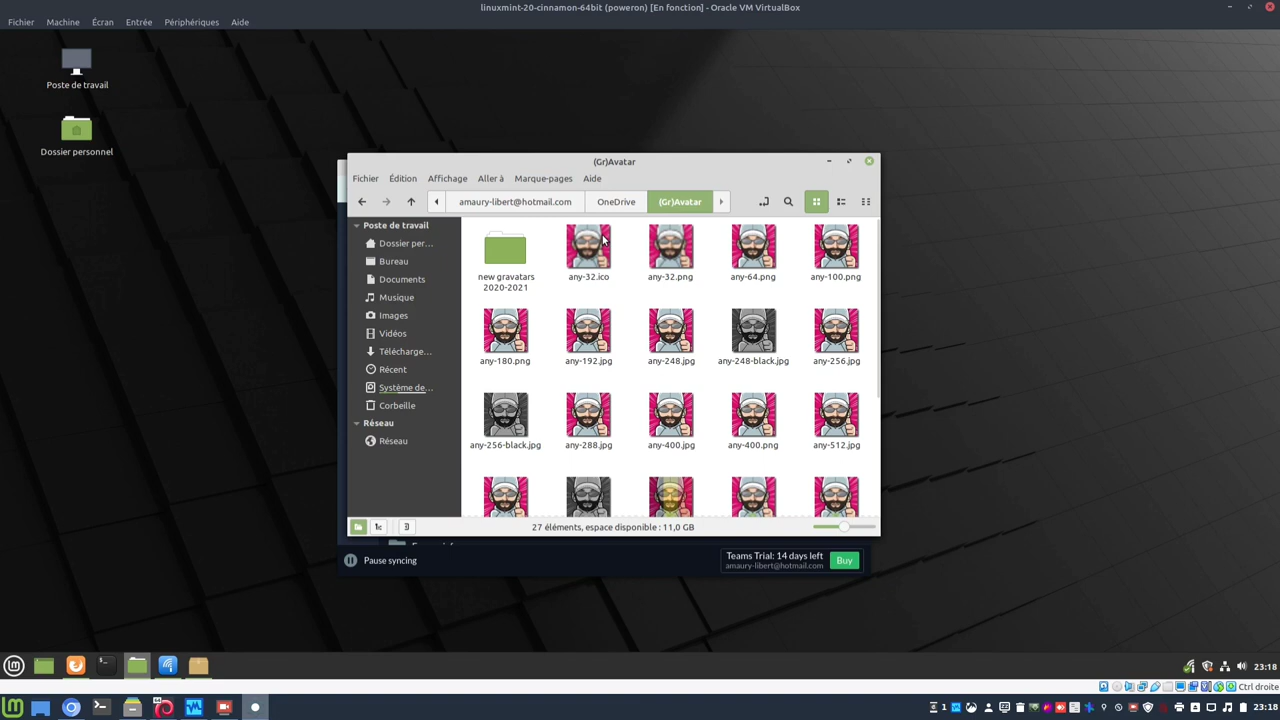 linuxmint-20-cinnamon-64bit (poweron) [En fonction] - Oracle VM VirtualBox
Fichier Machine Écran Entrée Périphériques Aide
Poste de travail
Dossier personnel
(Gr)Avatar
Fichier Édition Affichage Aller à Marque-pages Aide
amaury-libert@hotmail.com OneDrive (Gr)Avatar
Poste de travail
Dossier per...
Bureau
Documents
Musique
Images
Vidéos
Télécharge...
Récent
Système de...
Corbeille
Réseau
Réseau
new gravatars
2020-2021
any-32.ico
any-32.png
any-64.png
any-100.png
any-180.png
any-192.jpg
any-248.jpg
any-248-black.jpg
any-256.jpg
any-256-black.jpg
any-288.jpg
any-400.jpg
any-400.png
any-512.jpg
27 éléments, espace disponible : 11,0 GB
Pause syncing
Teams Trial: 14 days left
amaury-libert@hotmail.com
Buy
23:18
Ctrl droite
1
23:18